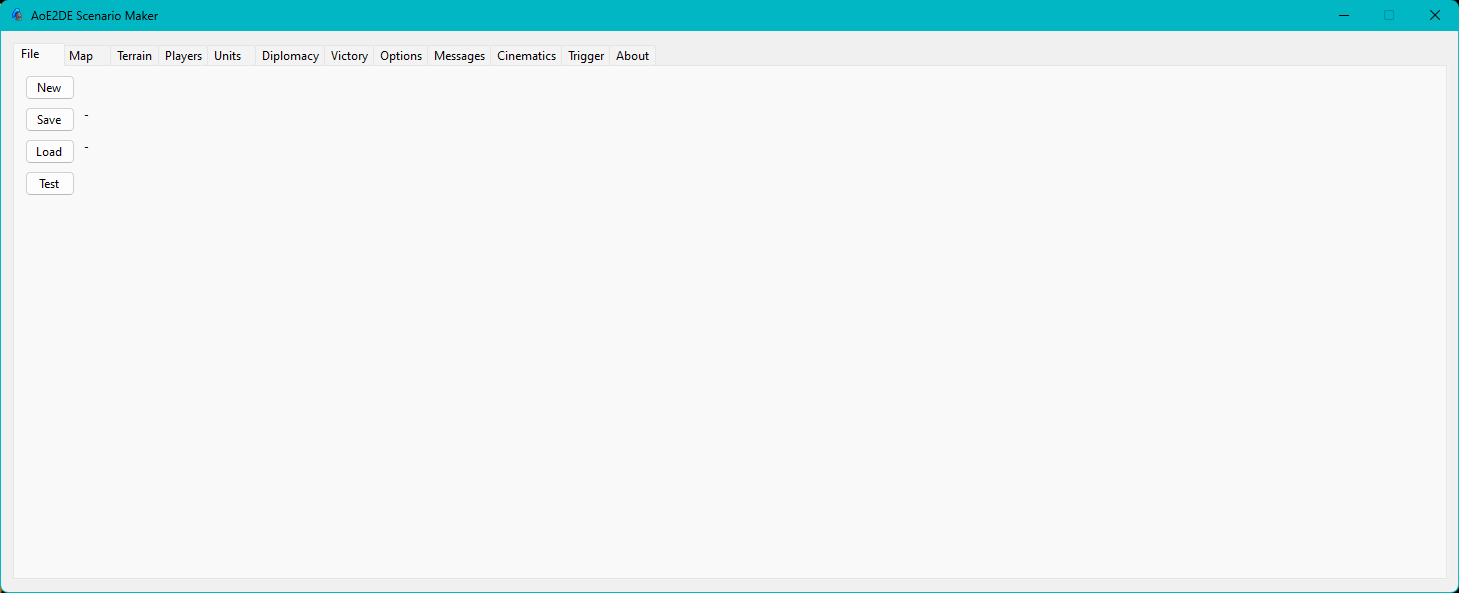 AoE2DE Scenario Maker
File Map Terrain Players Units Diplomacy Victory Options Messages Cinematics Trigger About
New
Save -
Load -
Test